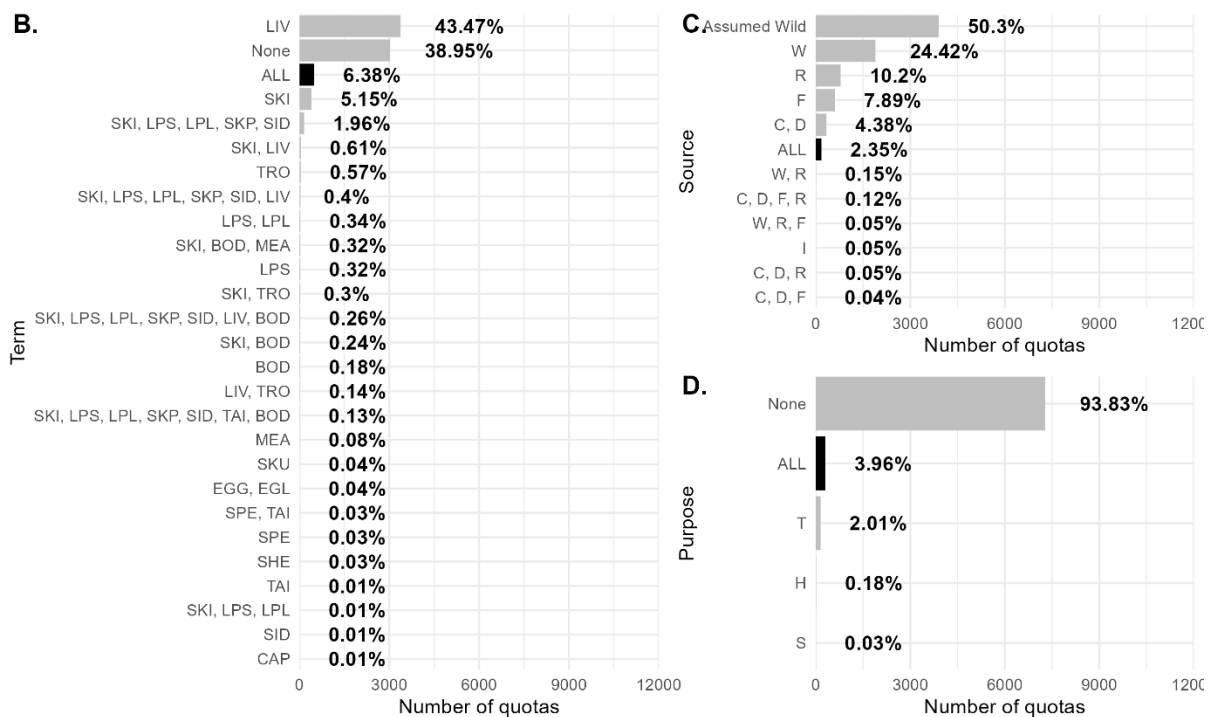 B.
LIV 43.47%
None 38.95%
ALL 6.38%
SKI 5.15%
SKI, LPS, LPL, SKP, SID 1.96%
SKI, LIV 0.61%
TRO 0.57%
SKI, LPS, LPL, SKP, SID, LIV 0.4%
LPS, LPL 0.34%
SKI, BOD, MEA 0.32%
LPS 0.32%
SKI, TRO 0.3%
SKI, LPS, LPL, SKP, SID, LIV, BOD 0.26%
SKI, BOD 0.24%
BOD 0.18%
LIV, TRO 0.14%
SKI, LPS, LPL, SKP, SID, TAI, BOD 0.13%
MEA 0.08%
SKU 0.04%
EGG, EGL 0.04%
SPE, TAI 0.03%
SPE 0.03%
SHE 0.03%
TAI 0.01%
SKI, LPS, LPL 0.01%
SID 0.01%
CAP 0.01%
Term
0 3000 6000 9000 12000
Number of quotas
C.
Assumed Wild 50.3%
W 24.42%
R 10.2%
F 7.89%
C, D 4.38%
ALL 2.35%
W, R 0.15%
C, D, F, R 0.12%
W, R, F 0.05%
I 0.05%
C, D, R 0.05%
C, D, F 0.04%
Source
0 3000 6000 9000 1200
Number of quotas
D.
None 93.83%
ALL 3.96%
T 2.01%
H 0.18%
S 0.03%
Purpose
0 3000 6000 9000 1200
Number of quotas